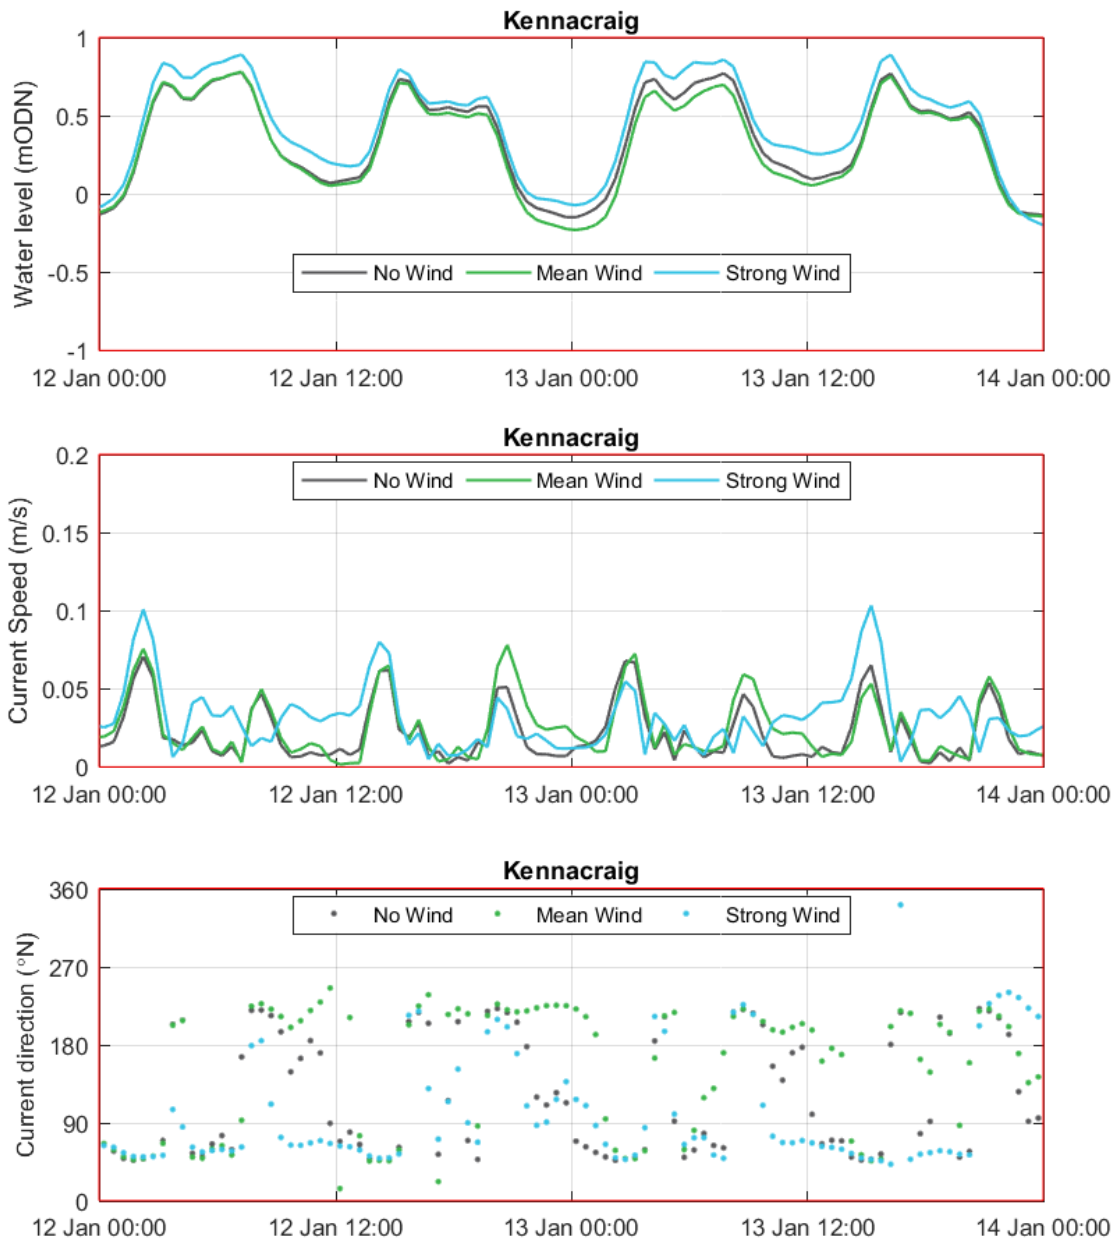 Kennacraig
Water level (mODN)
1
0.5
0
-0.5
-1
No Wind Mean Wind Strong Wind
12 Jan 00:00 12 Jan 12:00 13 Jan 00:00 13 Jan 12:00 14 Jan 00:00
Kennacraig
Current Speed (m/s)
0.2
No Wind Mean Wind Strong Wind
0.15
0.1
0.05
0
12 Jan 00:00 12 Jan 12:00 13 Jan 00:00 13 Jan 12:00 14 Jan 00:00
Kennacraig
Current direction (°N)
360
No Wind Mean Wind Strong Wind
270
180
90
0
12 Jan 00:00 12 Jan 12:00 13 Jan 00:00 13 Jan 12:00 14 Jan 00:00